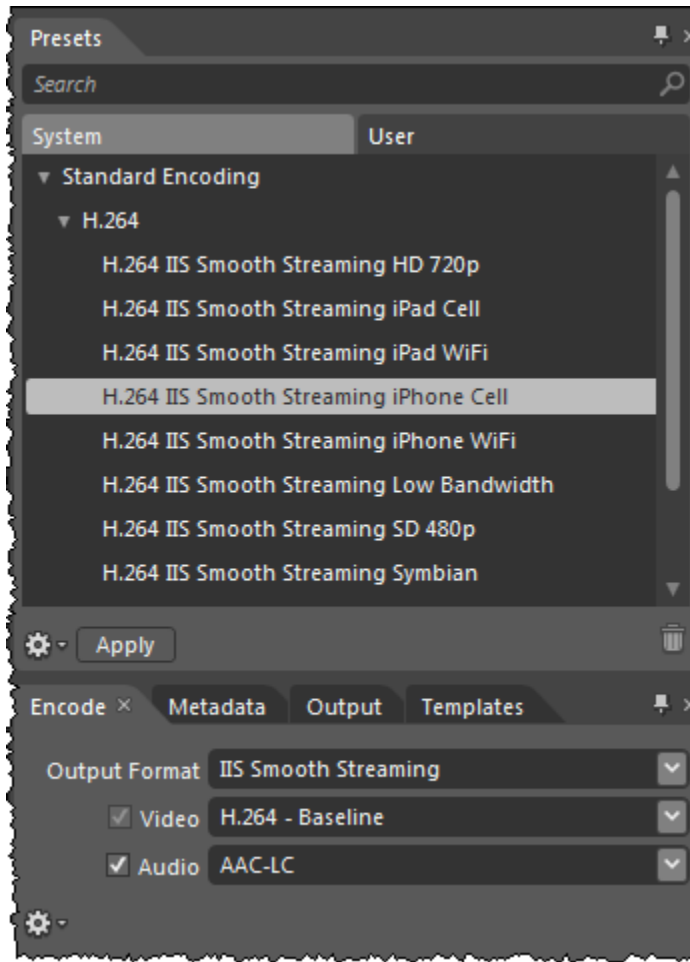 Presets
Search
System User
Standard Encoding
H.264
H.264 IIS Smooth Streaming HD 720p
H.264 IIS Smooth Streaming iPad Cell
H.264 IIS Smooth Streaming iPad WiFi
H.264 IIS Smooth Streaming iPhone Cell
H.264 IIS Smooth Streaming iPhone WiFi
H.264 IIS Smooth Streaming Low Bandwidth
H.264 IIS Smooth Streaming SD 480p
H.264 IIS Smooth Streaming Symbian
Apply
Encode Metadata Output Templates
Output Format IIS Smooth Streaming
Video H.264 - Baseline
Audio AAC-LC